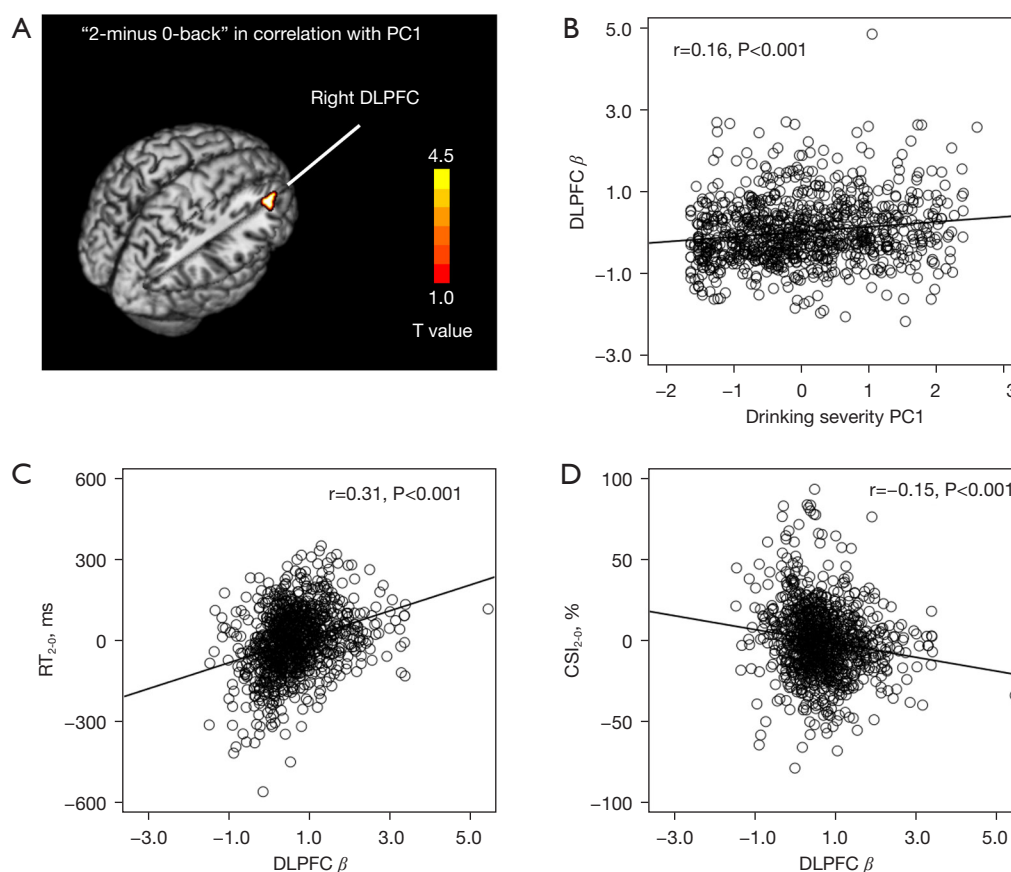 A
“2-minus 0-back” in correlation with PC1
Right DLPFC
4.5
1.0
T value
B
r=0.16, P<0.001
5.0
3.0
1.0
−1.0
−3.0
DLPFC β
−2 −1 0 1 2 3
Drinking severity PC1
C
r=0.31, P<0.001
600
300
0
−300
−600
RT2-0, ms
−3.0 −1.0 1.0 3.0 5.0
DLPFC β
D
r=−0.15, P<0.001
100
50
0
−50
−100
CSI2-0, %
−3.0 −1.0 1.0 3.0 5.0
DLPFC β